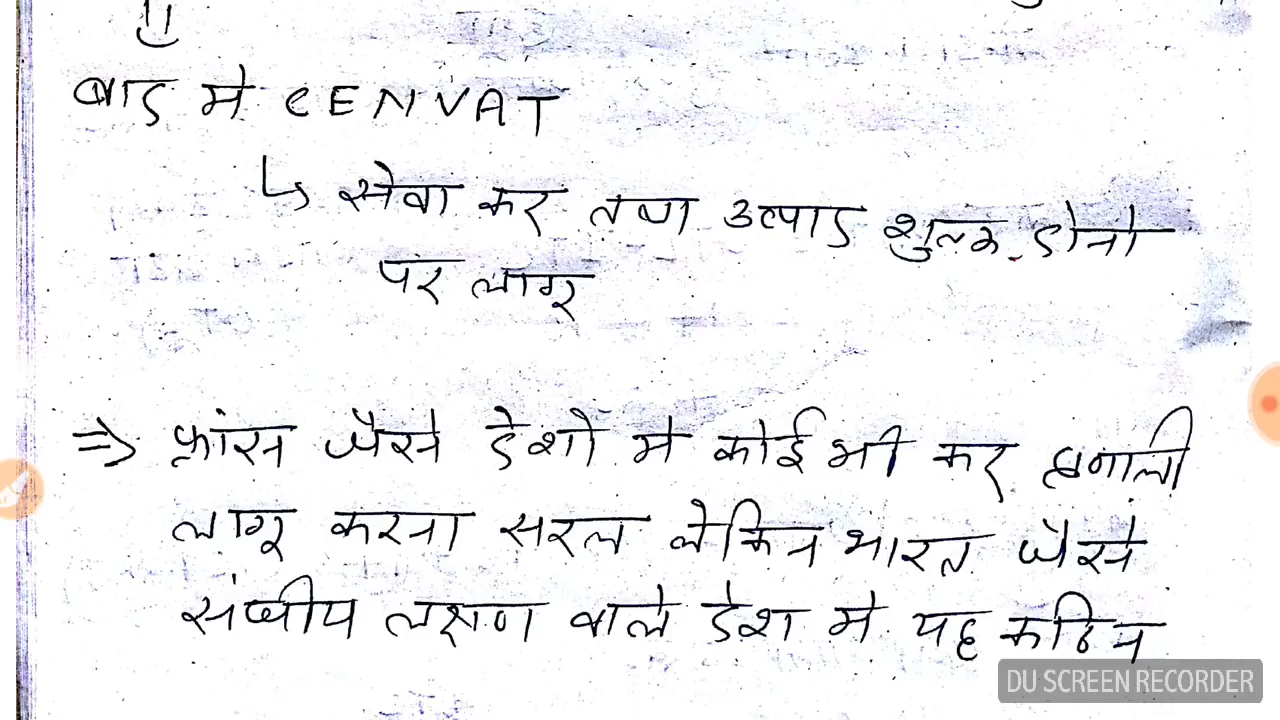 बाद मे CENVAT
↳ सेवा कर तथा उत्पाद शुल्क दोनो
पर लागू
⇒ फ्रांस जैसे देशो मे कोई भी कर प्रणाली
लागू करना सरल लेकिन भारत जैसे
संघीय लक्षण वाले देश मे यह कठिन
DU SCREEN RECORDER